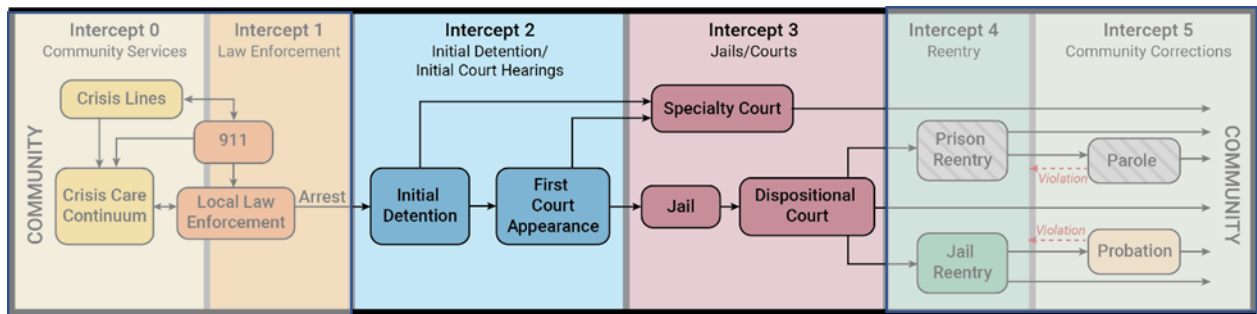 Intercept 0
Community Services
Intercept 1
Law Enforcement
Intercept 2
Initial Detention/
Initial Court Hearings
Intercept 3
Jails/Courts
Intercept 4
Reentry
Intercept 5
Community Corrections
COMMUNITY
Crisis Lines
911
Crisis Care
Continuum
Local Law
Enforcement
Arrest
Initial
Detention
First
Court
Appearance
Specialty Court
Jail
Dispositional
Court
Prison
Reentry
Violation
Parole
Jail
Reentry
Violation
Probation
COMMUNITY